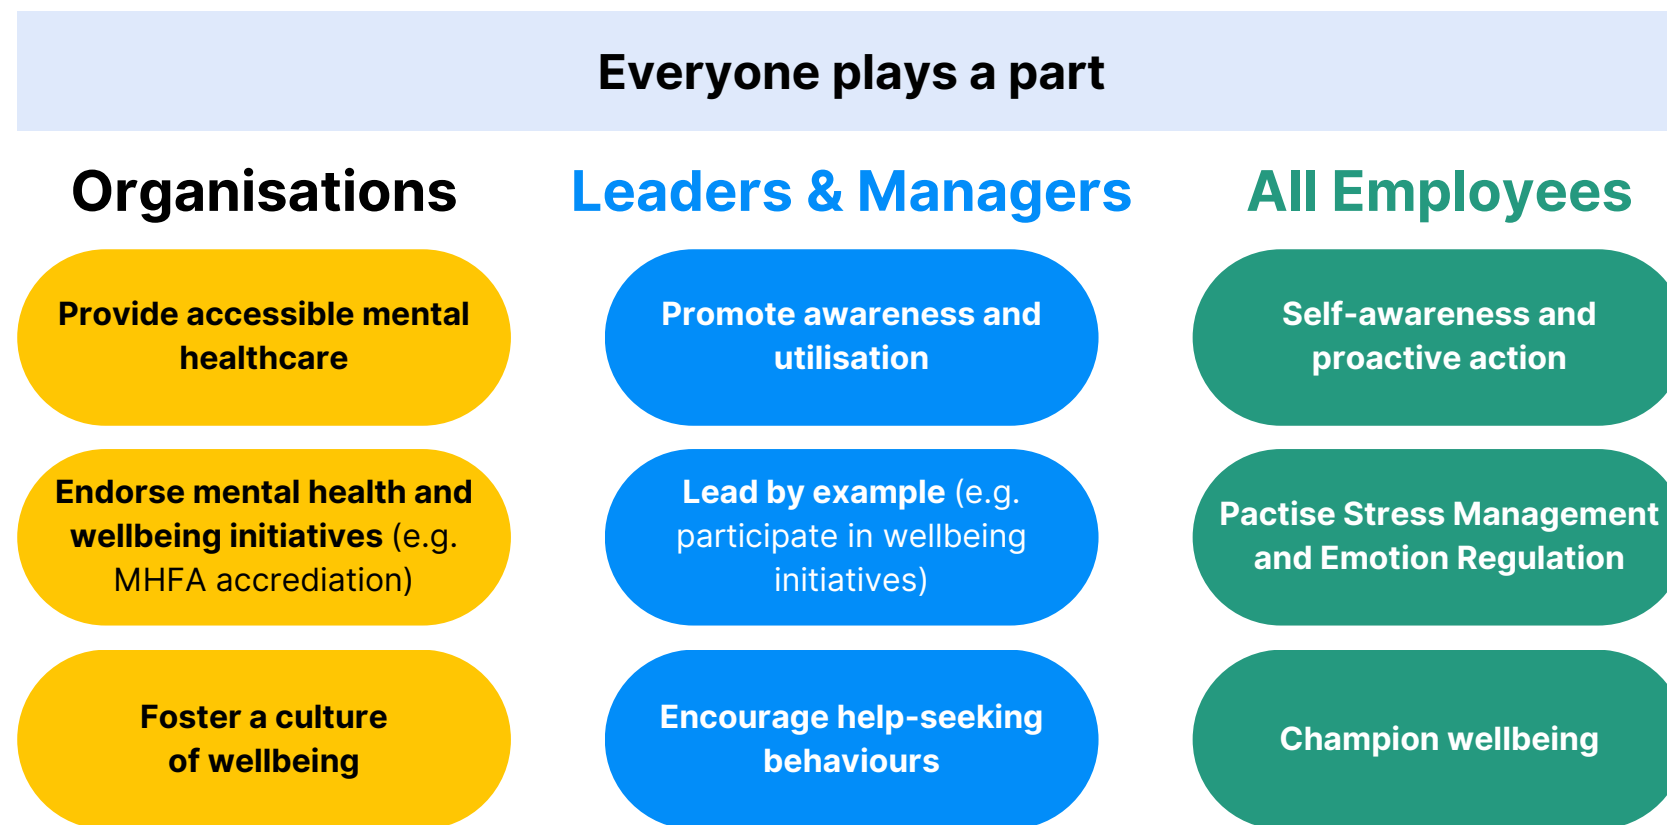 Everyone plays a part
Organisations
Provide accessible mental
healthcare
Endorse mental health and
wellbeing initiatives (e.g.
MHFA accrediation)
Foster a culture
of wellbeing
Leaders & Managers
Promote awareness and
utilisation
Lead by example (e.g.
participate in wellbeing
initiatives)
Encourage help-seeking
behaviours
All Employees
Self-awareness and
proactive action
Pactise Stress Management
and Emotion Regulation
Champion wellbeing